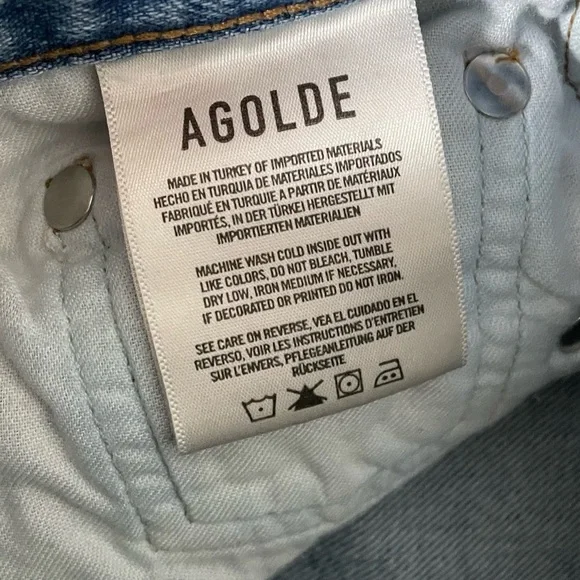 AGOLDE
MADE IN TURKEY OF IMPORTED MATERIALS
HECHO EN TURQUIA DE MATERIALES IMPORTADOS
FABRIQUÉ EN TURQUIE A PARTIR DE MATÉRIAUX
IMPORTÉS, IN DER TÜRKEI HERGESTELLT MIT
IMPORTIERTEN MATERIALIEN
MACHINE WASH COLD INSIDE OUT WITH
LIKE COLORS, DO NOT BLEACH, TUMBLE
DRY LOW, IRON MEDIUM IF NECESSARY,
IF DECORATED OR PRINTED DO NOT IRON.
SEE CARE ON REVERSE, VEA EL CUIDADO EN EL
REVERSO, VOIR LES INSTRUCTIONS D'ENTRETIEN
SUR L'ENVERS, PFLEGEANLEITUNG AUF DER
RÜCKSEITE